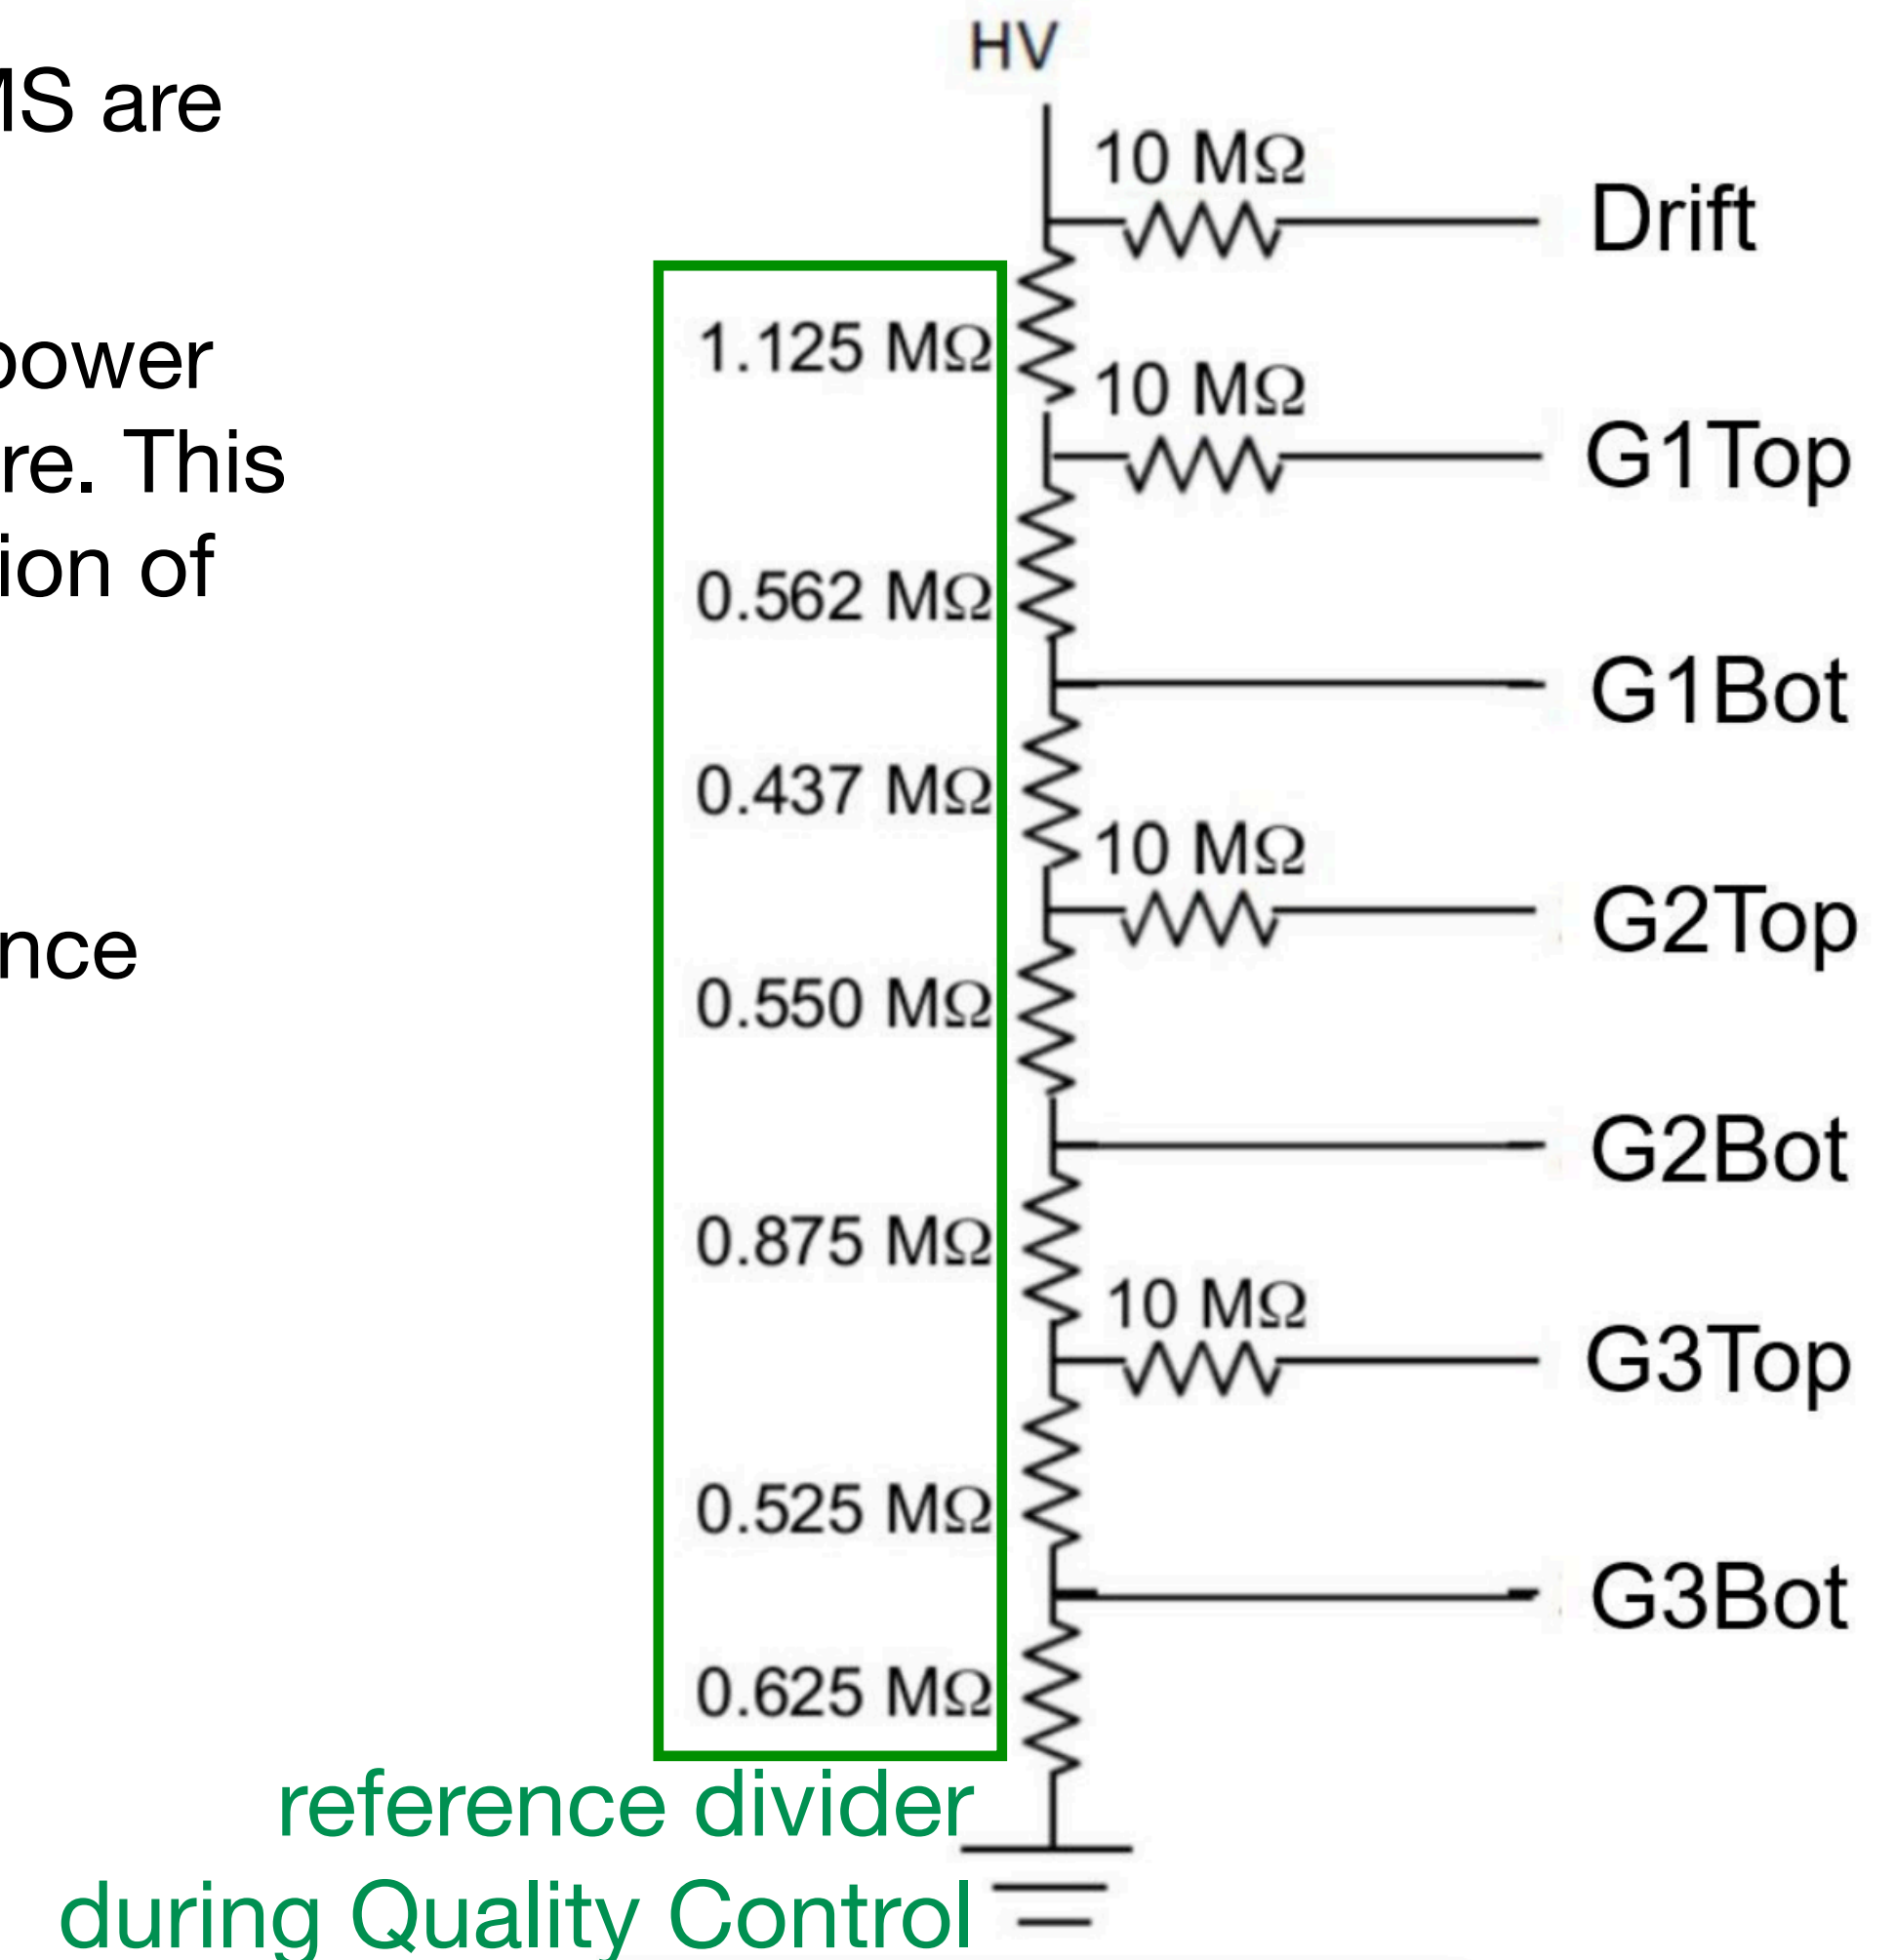 MS are
power
re. This
ion of
nce
HV
10 MΩ
Drift
1.125 MΩ
10 MΩ
G1Top
0.562 MΩ
G1Bot
0.437 MΩ
10 MΩ
G2Top
0.550 MΩ
G2Bot
0.875 MΩ
10 MΩ
G3Top
0.525 MΩ
G3Bot
0.625 MΩ
reference divider
during Quality Control